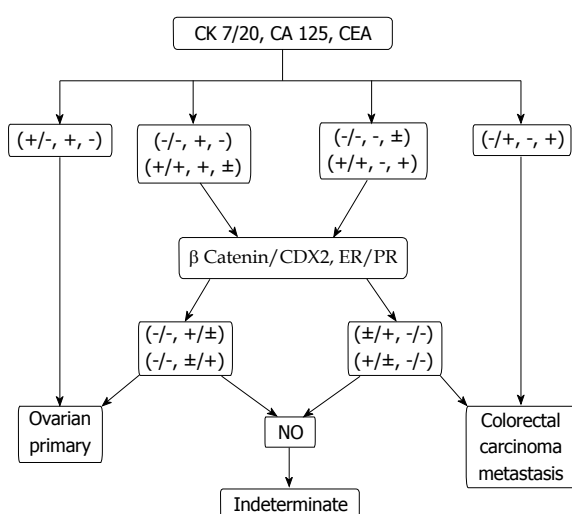 CK 7/20, CA 125, CEA
(+/-, +, -)
(-/-, +, -)
(+/+, +, ±)
(-/-, -, ±)
(+/+, -, +)
(-/+, -, +)
β Catenin/CDX2, ER/PR
(-/-, +/±)
(-/-, ±/+)
(±/+, -/-)
(+/±, -/-)
Ovarian
primary
NO
Colorectal
carcinoma
metastasis
Indeterminate